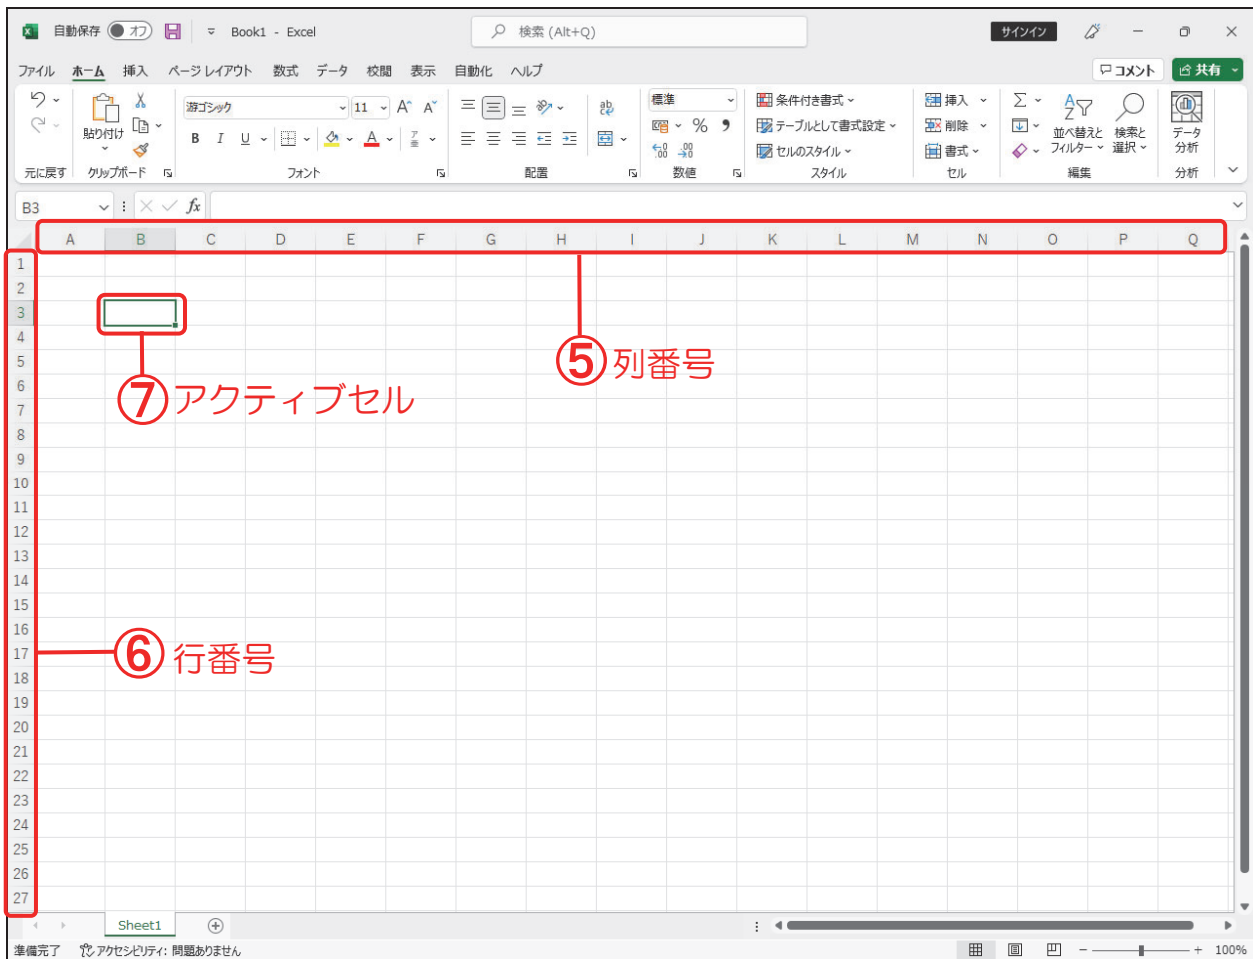 自動保存 オフ Book1 - Excel 検索 (Alt+Q) サインイン
ファイル ホーム 挿入 ページ レイアウト 数式 データ 校閲 表示 自動化 ヘルプ コメント 共有
貼り付け
游ゴシック 11 A^ A˅
B I U A
ab
標準
% 9
条件付き書式
テーブルとして書式設定
セルのスタイル
挿入
削除
書式
Σ
並べ替えと
フィルター
検索と
選択
データ
分析
元に戻す クリップボード フォント 配置 数値 スタイル セル 編集 分析
B3 fx
A B C D E F G H I J K L M N O P Q
1
2
3
4
5
6
7
8
9
10
11
12
13
14
15
16
17
18
19
20
21
22
23
24
25
26
27
⑤列番号
⑦アクティブセル
⑥行番号
Sheet1
準備完了 アクセシビリティ: 問題ありません 100%